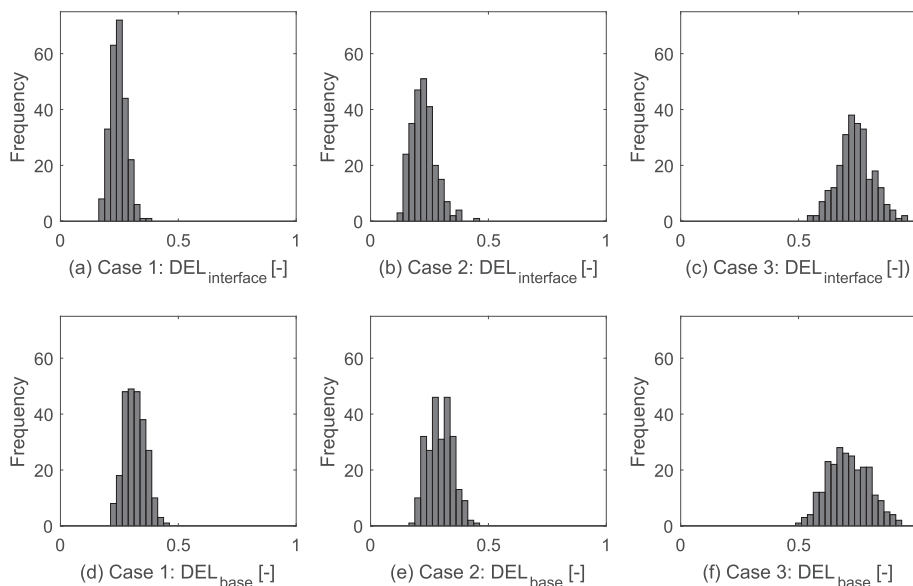 60
40
20
0
Frequency
0 0.5 1
(a) Case 1: DEL_interface [-]
60
40
20
0
Frequency
0 0.5 1
(b) Case 2: DEL_interface [-]
60
40
20
0
Frequency
0 0.5
(c) Case 3: DEL_interface [-])
60
40
20
0
Frequency
0 0.5 1
(d) Case 1: DEL_base [-]
60
40
20
0
Frequency
0 0.5 1
(e) Case 2: DEL_base [-]
60
40
20
0
Frequency
0 0.5
(f) Case 3: DEL_base [-]